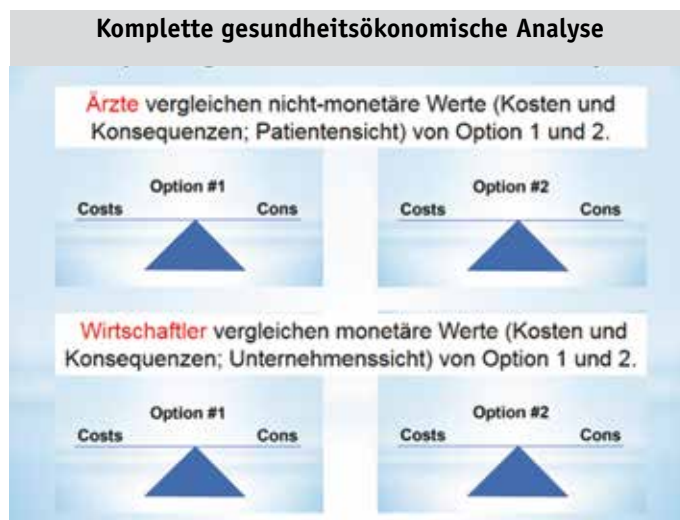 Komplette gesundheitsökonomische Analyse
Ärzte vergleichen nicht-monetäre Werte (Kosten und
Konsequenzen; Patientensicht) von Option 1 und 2.
Option #1
Costs Cons
Option #2
Costs Cons
Wirtschaftler vergleichen monetäre Werte (Kosten und
Konsequenzen; Unternehmenssicht) von Option 1 und 2.
Option #1
Costs Cons
Option #2
Costs Cons